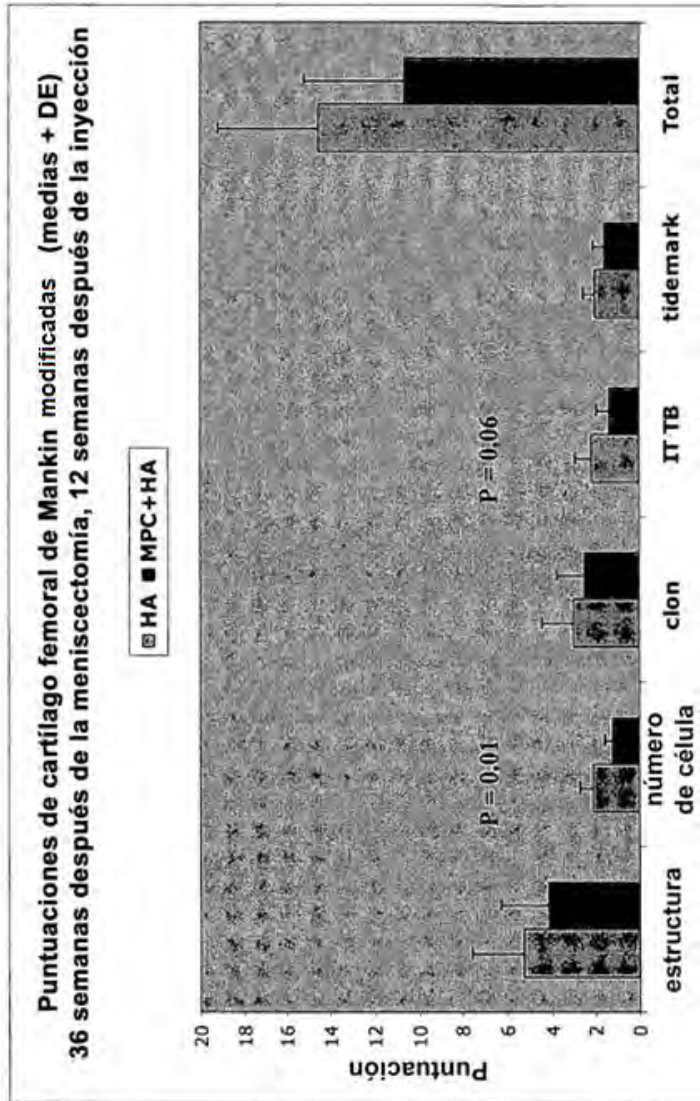 Puntuaciones de cartílago femoral de Mankin modificadas (medias + DE)
36 semanas después de la meniscectomía, 12 semanas después de la inyección
HA MPC+HA
Puntuación
20
18
16
14
12
10
8
6
4
2
0
P = 0,01
P = 0,06
estructura
número
de célula
clon
IT TB
tidemark
Total